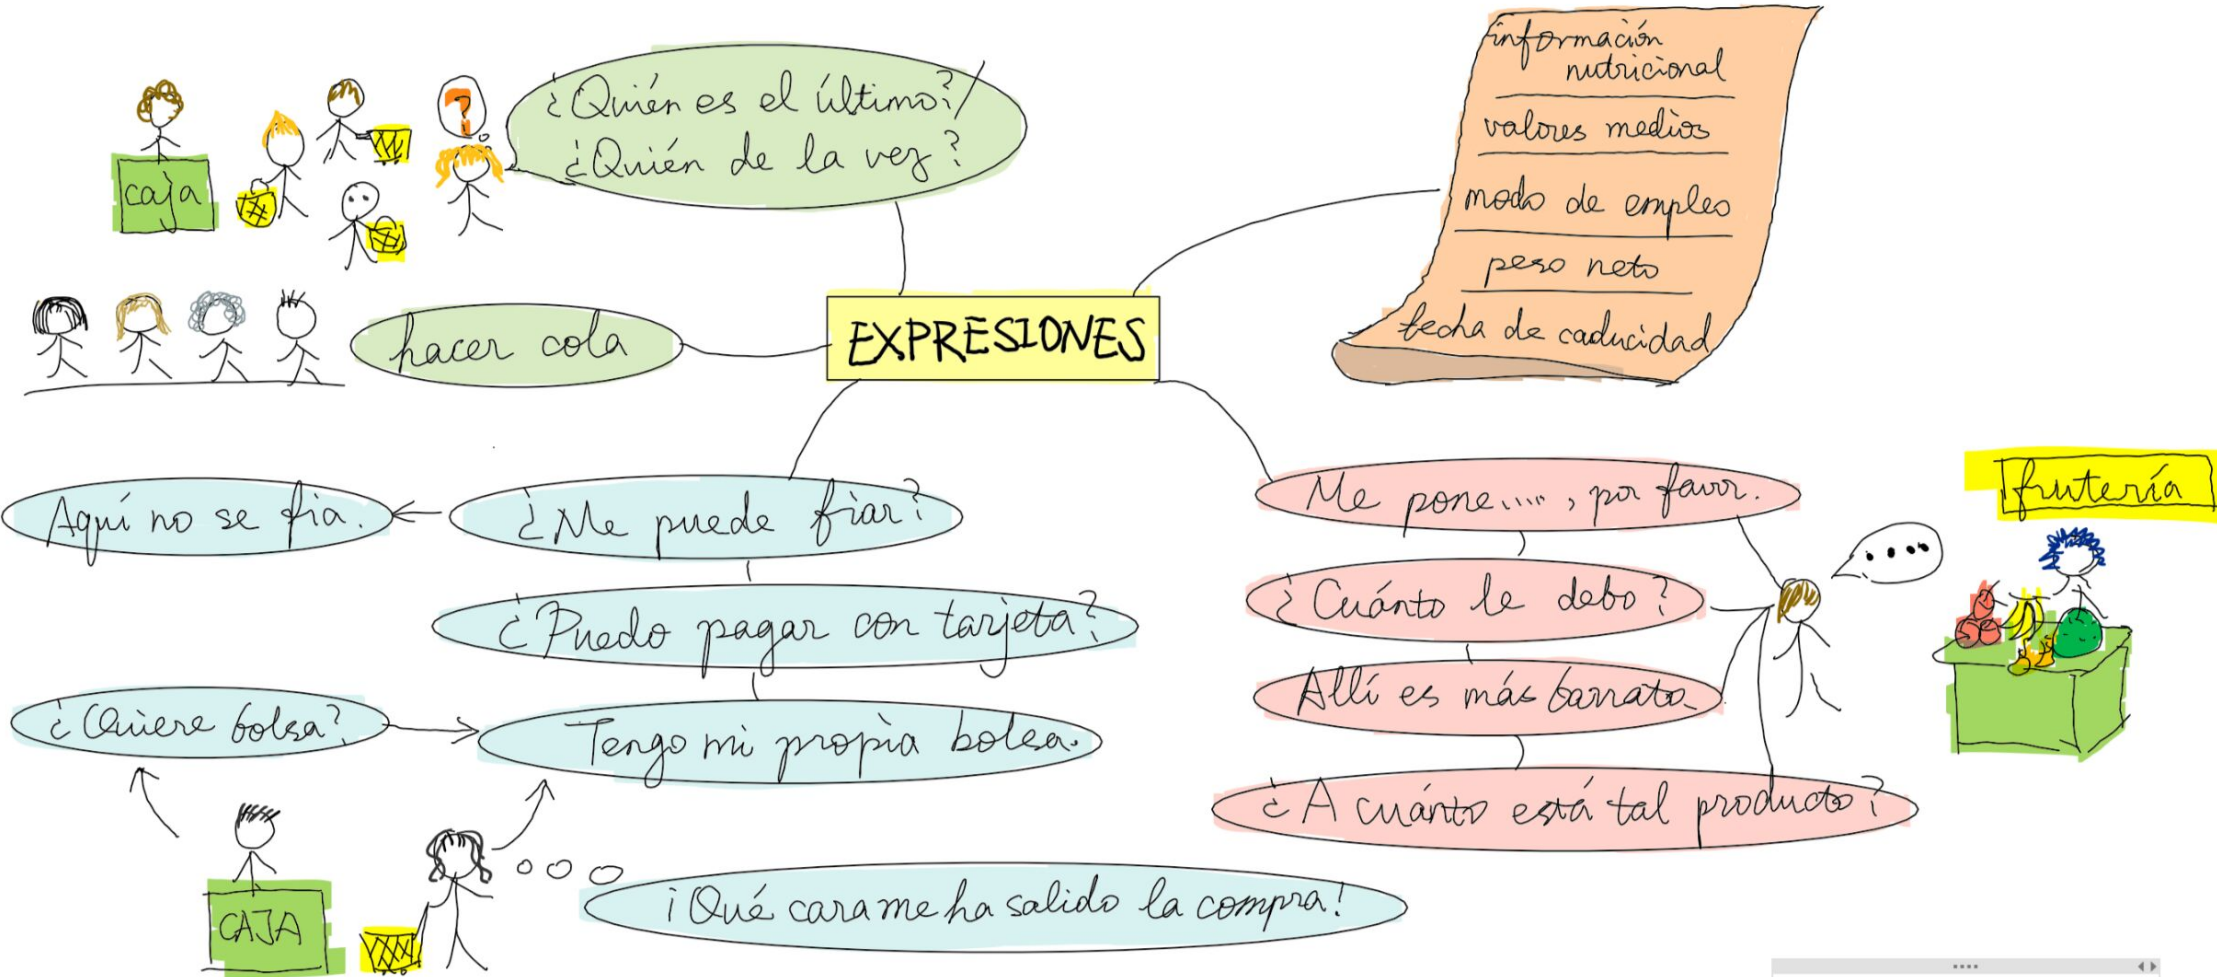 ¿Quién es el último?/
¿Quién de la vez?
caja
información
nutricional
valores medios
modo de empleo
peso neto
fecha de caducidad
hacer cola
EXPRESIONES
Aquí no se fia.
¿Me puede fiar?
¿Puedo pagar con tarjeta?
¿Quiere bolsa?
Tengo mi propia bolsa.
CAJA
¡Qué cara me ha salido la compra!
Me pone....., por favor.
¿Cuánto le debo?
Allí es más barrato.
¿A cuánto está tal producto?
frutería
....